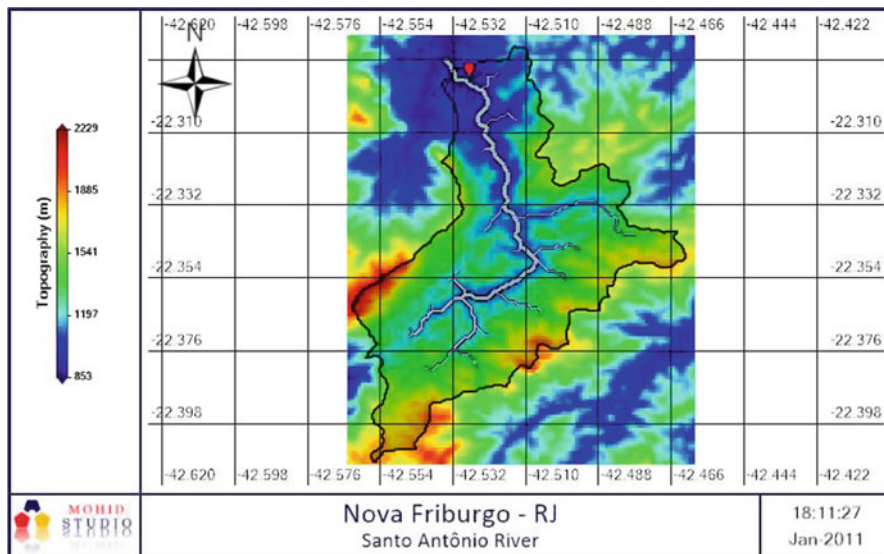 -42.620 -42.598 -42.576 -42.554 -42.532 -42.510 -42.488 -42.466 -42.444 -42.422
N
-22.310 -22.310
-22.332 -22.332
-22.354 -22.354
-22.376 -22.376
-22.398 -22.398
-42.620 -42.598 -42.576 -42.554 -42.532 -42.510 -42.488 -42.466 -42.444 -42.422
Topography (m)
2229
1885
1541
1197
853
MOHID
STUDIO
Nova Friburgo - RJ
Santo Antônio River
18:11:27
Jan-2011